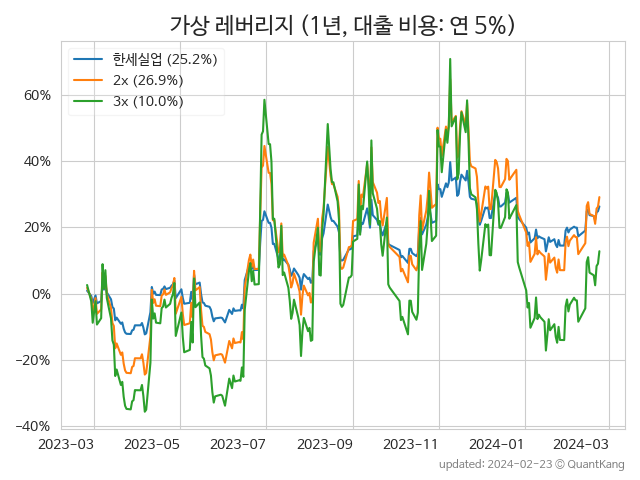 가상 레버리지 (1년, 대출 비용: 연 5%)
한세실업 (25.2%)
2x (26.9%)
3x (10.0%)
60%
40%
20%
0%
−20%
−40%
2023-03 2023-05 2023-07 2023-09 2023-11 2024-01 2024-03
updated: 2024-02-23 © QuantKang